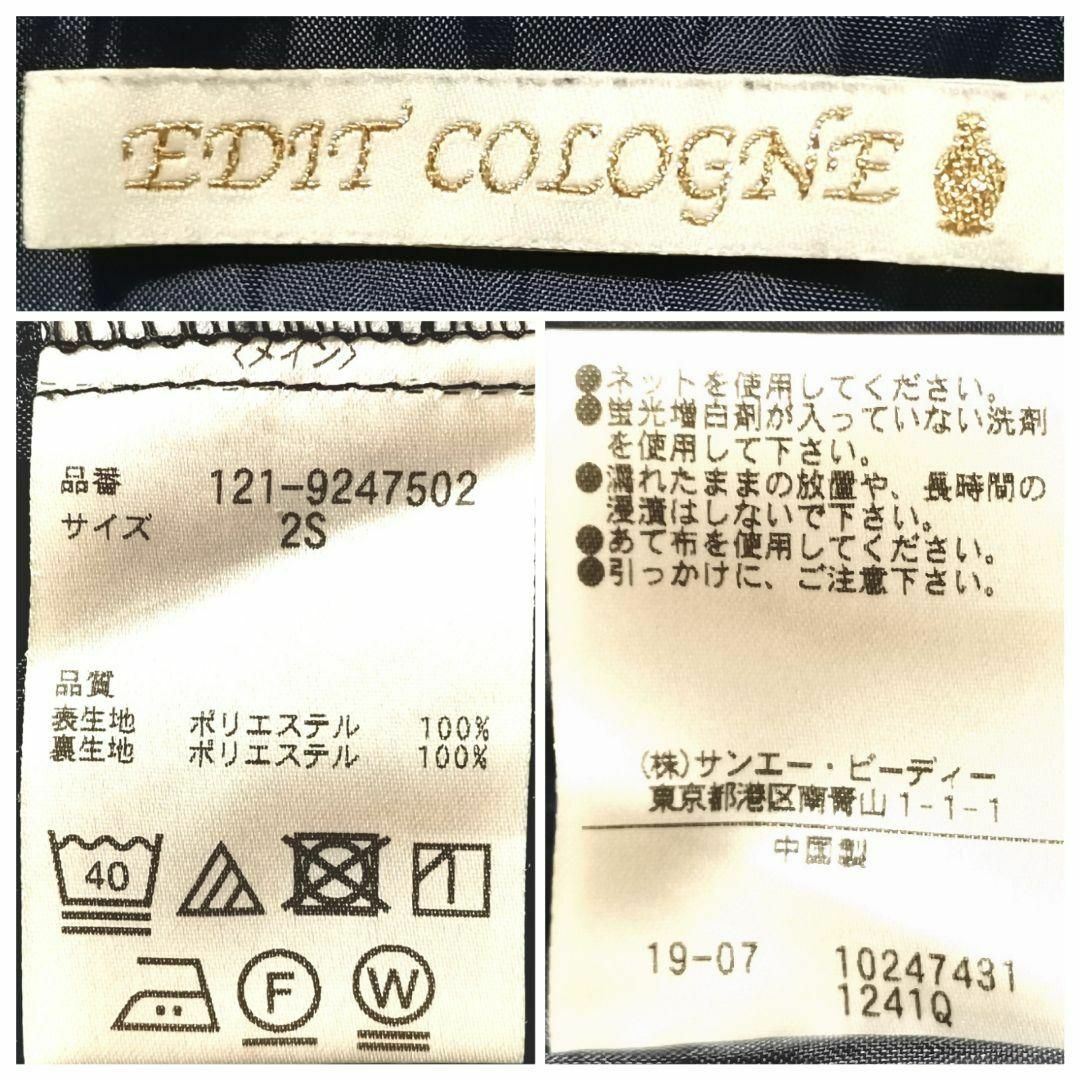 EDIT COLOGNE
〈メイン〉
品番 121-9247502
サイズ 2S
品質
表生地 ポリエステル 100%
裏生地 ポリエステル 100%
40
F W
●ネットを使用してください。
●蛍光増白剤が入っていない洗剤
を使用して下さい。
●濡れたままの放置や、長時間の
浸漬はしないで下さい。
●あて布を使用してください。
●引っかけに、ご注意下さい。
(株)サンエー・ビーディー
東京都港区南青山1-1-1
中国製
19-07 10247431
1241Q